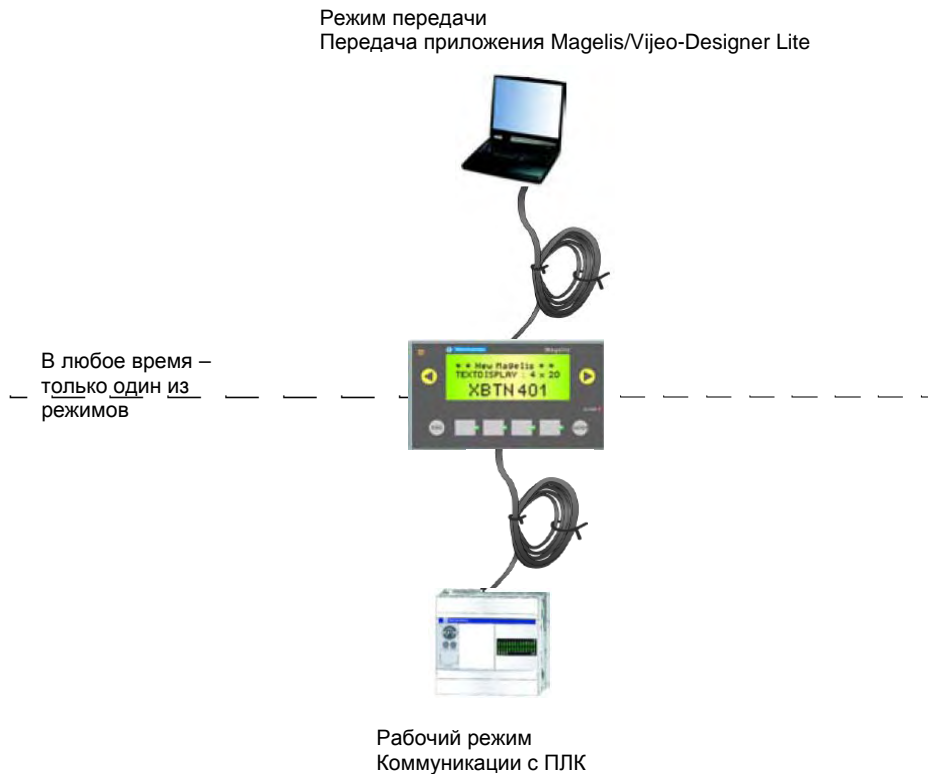 Режим передачи
Передача приложения Magelis/Vijeo-Designer Lite
Magelis
* * New Magelis * *
TEXTDISPLAY : 4 x 20
XBTN 401
В любое время –
только один из
режимов
Рабочий режим
Коммуникации с ПЛК